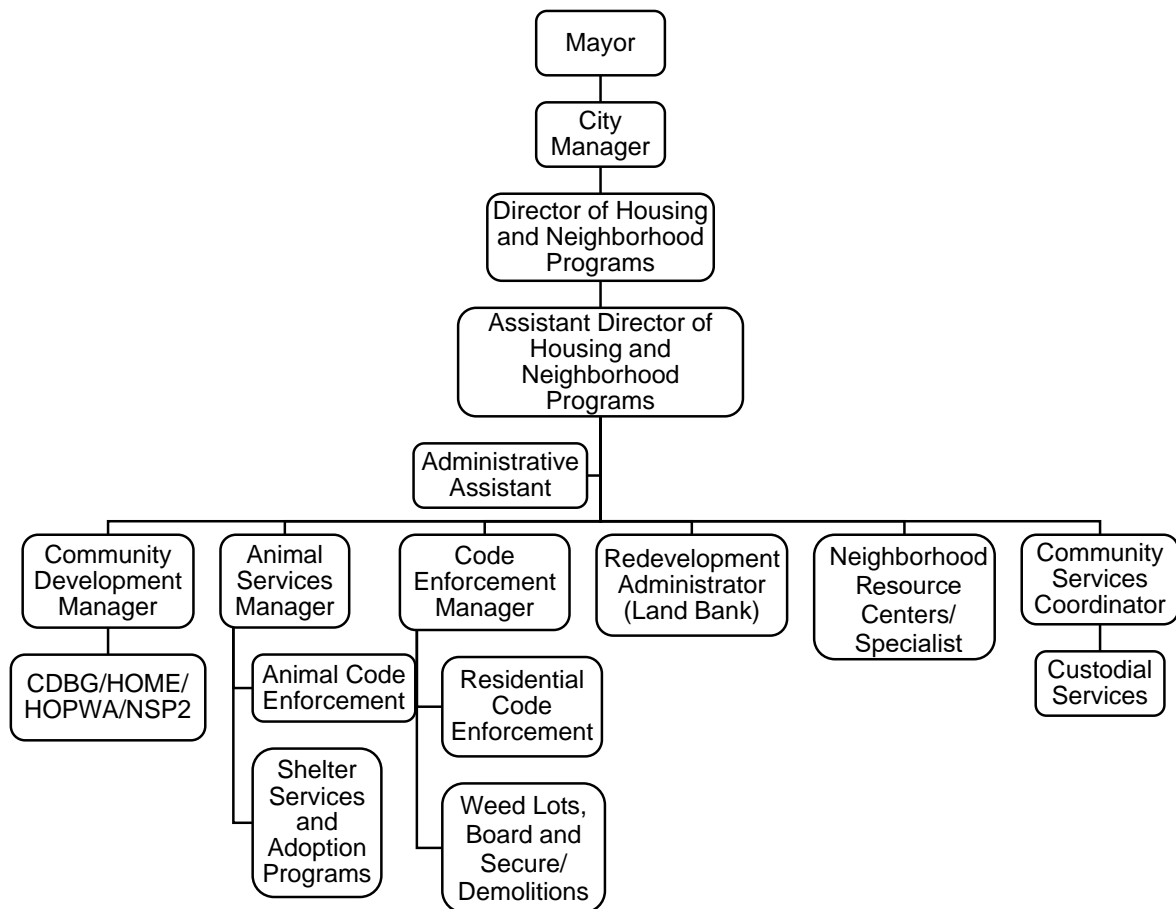 Mayor
City
Manager
Director of Housing
and Neighborhood
Programs
Assistant Director of
Housing and
Neighborhood
Programs
Administrative
Assistant
Community
Development
Manager
Animal
Services
Manager
Code
Enforcement
Manager
Redevelopment
Administrator
(Land Bank)
Neighborhood
Resource
Centers/
Specialist
Community
Services
Coordinator
CDBG/HOME/
HOPWA/NSP2
Animal Code
Enforcement
Shelter
Services
and
Adoption
Programs
Residential
Code
Enforcement
Weed Lots,
Board and
Secure/
Demolitions
Custodial
Services